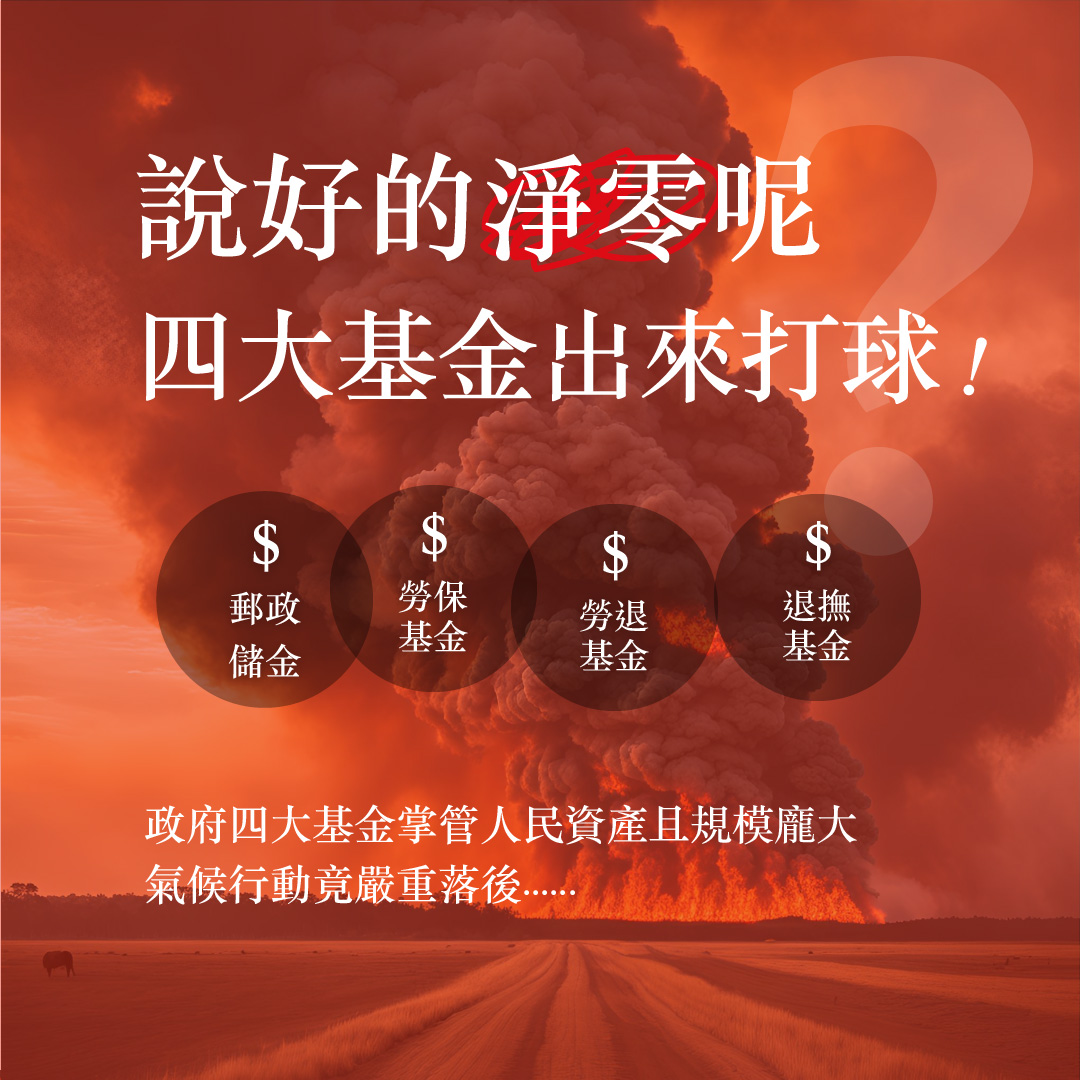 說好的淨零呢
?
四大基金出來打球!
$
郵政
儲金
$
勞保
基金
$
勞退
基金
$
退撫
基金
政府四大基金掌管人民資產且規模龐大
氣候行動竟嚴重落後……